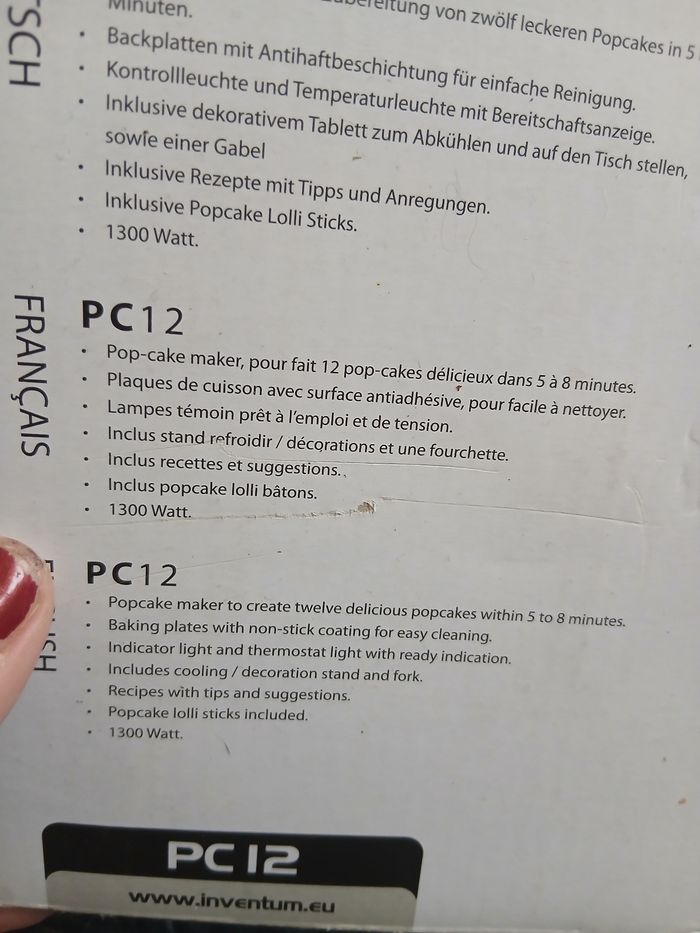 Minuten.
von zwölf leckeren Popcakes in 5
• Backplatten mit Antihaftbeschichtung für einfache Reinigung.
• Kontrollleuchte und Temperaturleuchte mit Bereitschaftsanzeige.
• Inklusive dekorativem Tablett zum Abkühlen und auf den Tisch stellen,
sowie einer Gabel
• Inklusive Rezepte mit Tipps und Anregungen.
• Inklusive Popcake Lolli Sticks.
• 1300 Watt.
FRANÇAIS
PC12
• Pop-cake maker, pour fait 12 pop-cakes délicieux dans 5 à 8 minutes.
• Plaques de cuisson avec surface antiadhésive, pour facile à nettoyer.
• Lampes témoin prêt à l'emploi et de tension.
• Inclus stand refroidir / décorations et une fourchette.
• Inclus recettes et suggestions.
• Inclus popcake lolli bâtons.
• 1300 Watt.
PC12
• Popcake maker to create twelve delicious popcakes within 5 to 8 minutes.
• Baking plates with non-stick coating for easy cleaning.
• Indicator light and thermostat light with ready indication.
• Includes cooling / decoration stand and fork.
• Recipes with tips and suggestions.
• Popcake lolli sticks included.
• 1300 Watt.
PC12
www.inventum.eu